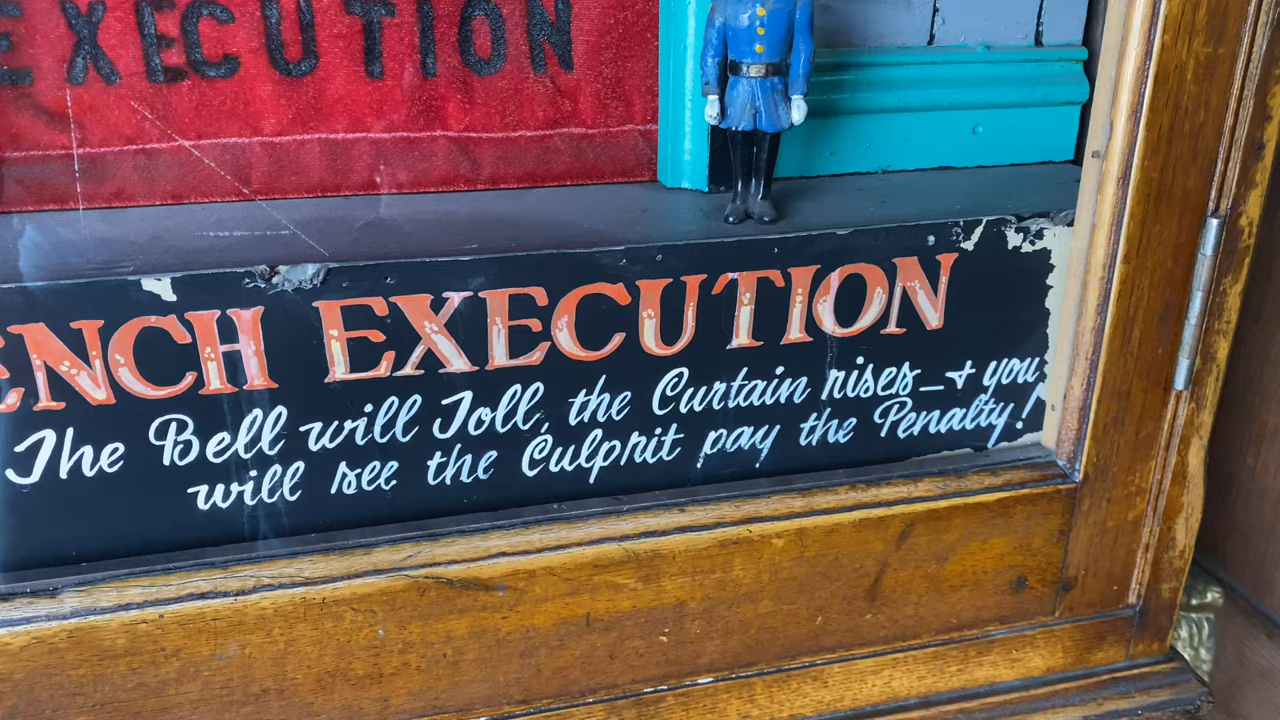 EXECUTION
ENCH EXECUTION
The Bell will Toll, the Curtain rises - & you
will see the Culprit pay the Penalty!